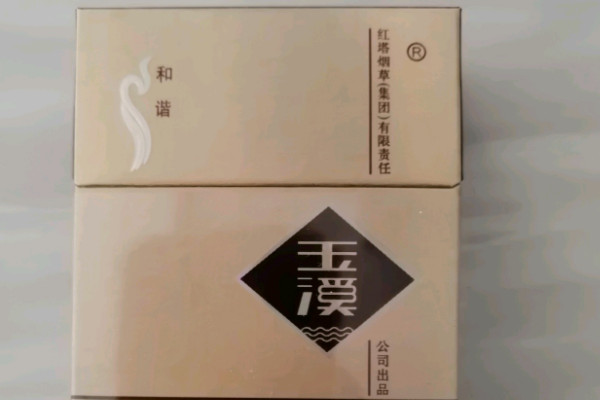 和谐
红塔烟草(集团)有限责任
®
玉溪
公司出品